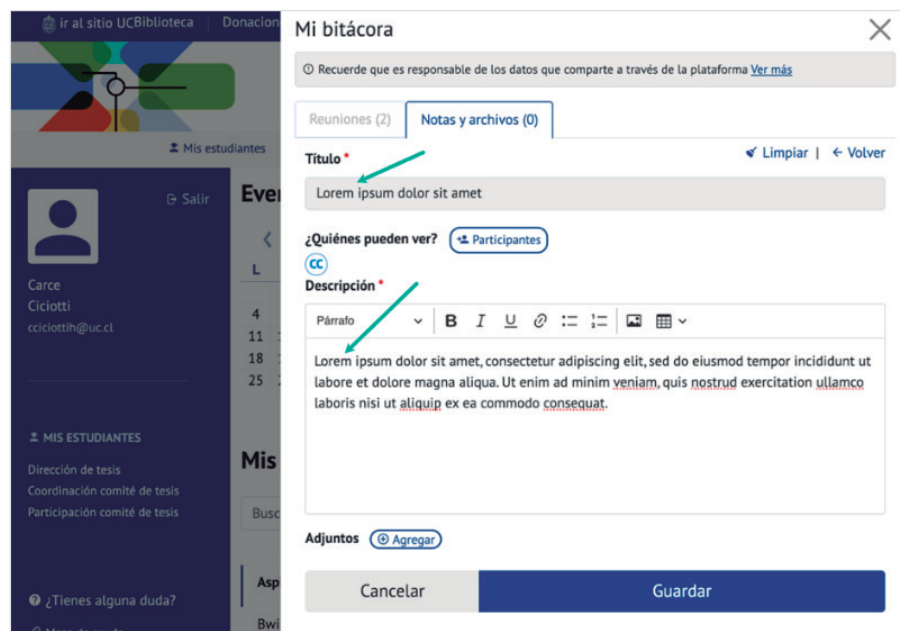 ir al sitio UC Biblioteca | Donacion
Mis estudiantes
Salir
Carce
Ciciotti
cciciottih@uc.cl
MIS ESTUDIANTES
Dirección de tesis
Coordinación comité de tesis
Participación comité de tesis
¿Tienes alguna duda?
Even
L
4
11
18
25
Mis
Busc
Asp
Bwi
Mi bitácora
Recuerde que es responsable de los datos que comparte a través de la plataforma Ver más
Reuniones (2) Notas y archivos (0)
Limpiar | Volver
Título *
Lorem ipsum dolor sit amet
¿Quiénes pueden ver? Participantes
CC
Descripción *
Párrafo B I U
Lorem ipsum dolor sit amet, consectetur adipiscing elit, sed do eiusmod tempor incididunt ut
labore et dolore magna aliqua. Ut enim ad minim veniam, quis nostrud exercitation ullamco
laboris nisi ut aliquip ex ea commodo consequat.
Adjuntos Agregar
Cancelar Guardar